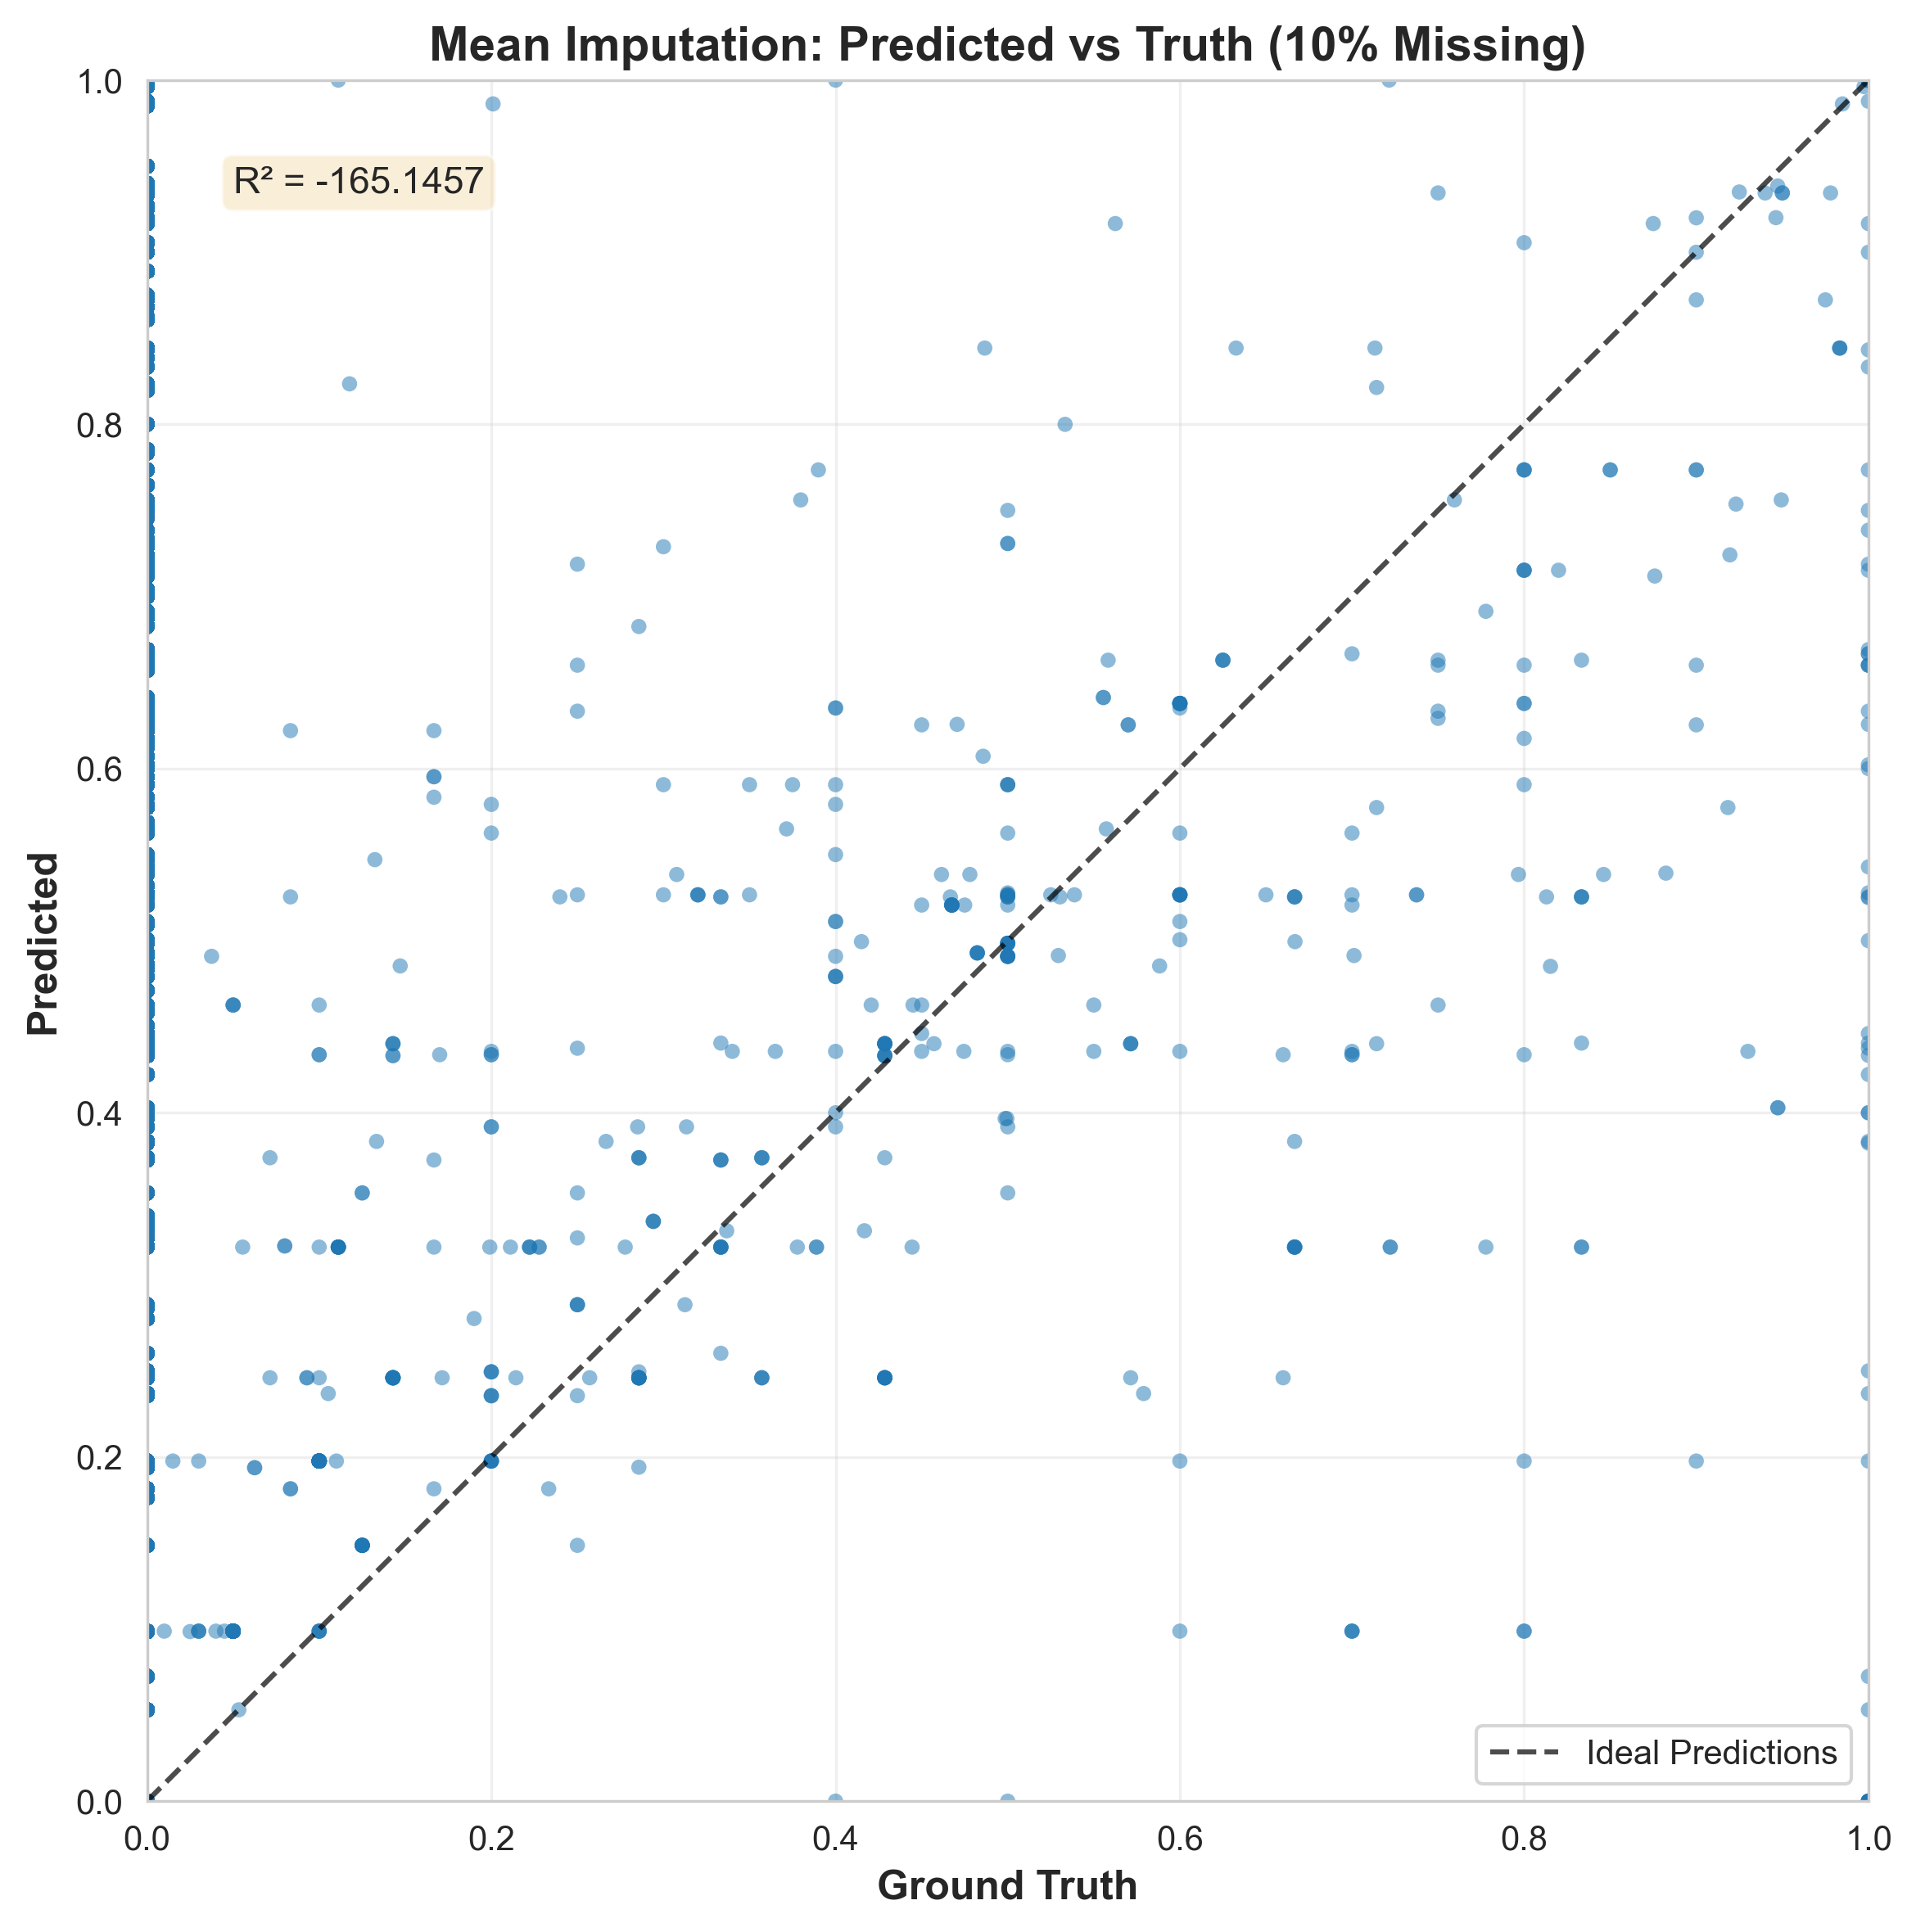 Mean Imputation: Predicted vs Truth (10% Missing)
1.0
R² = -165.1457
0.8
0.6
Predicted
0.4
0.2
Ideal Predictions
0.0
0.0 0.2 0.4 0.6 0.8 1.0
Ground Truth